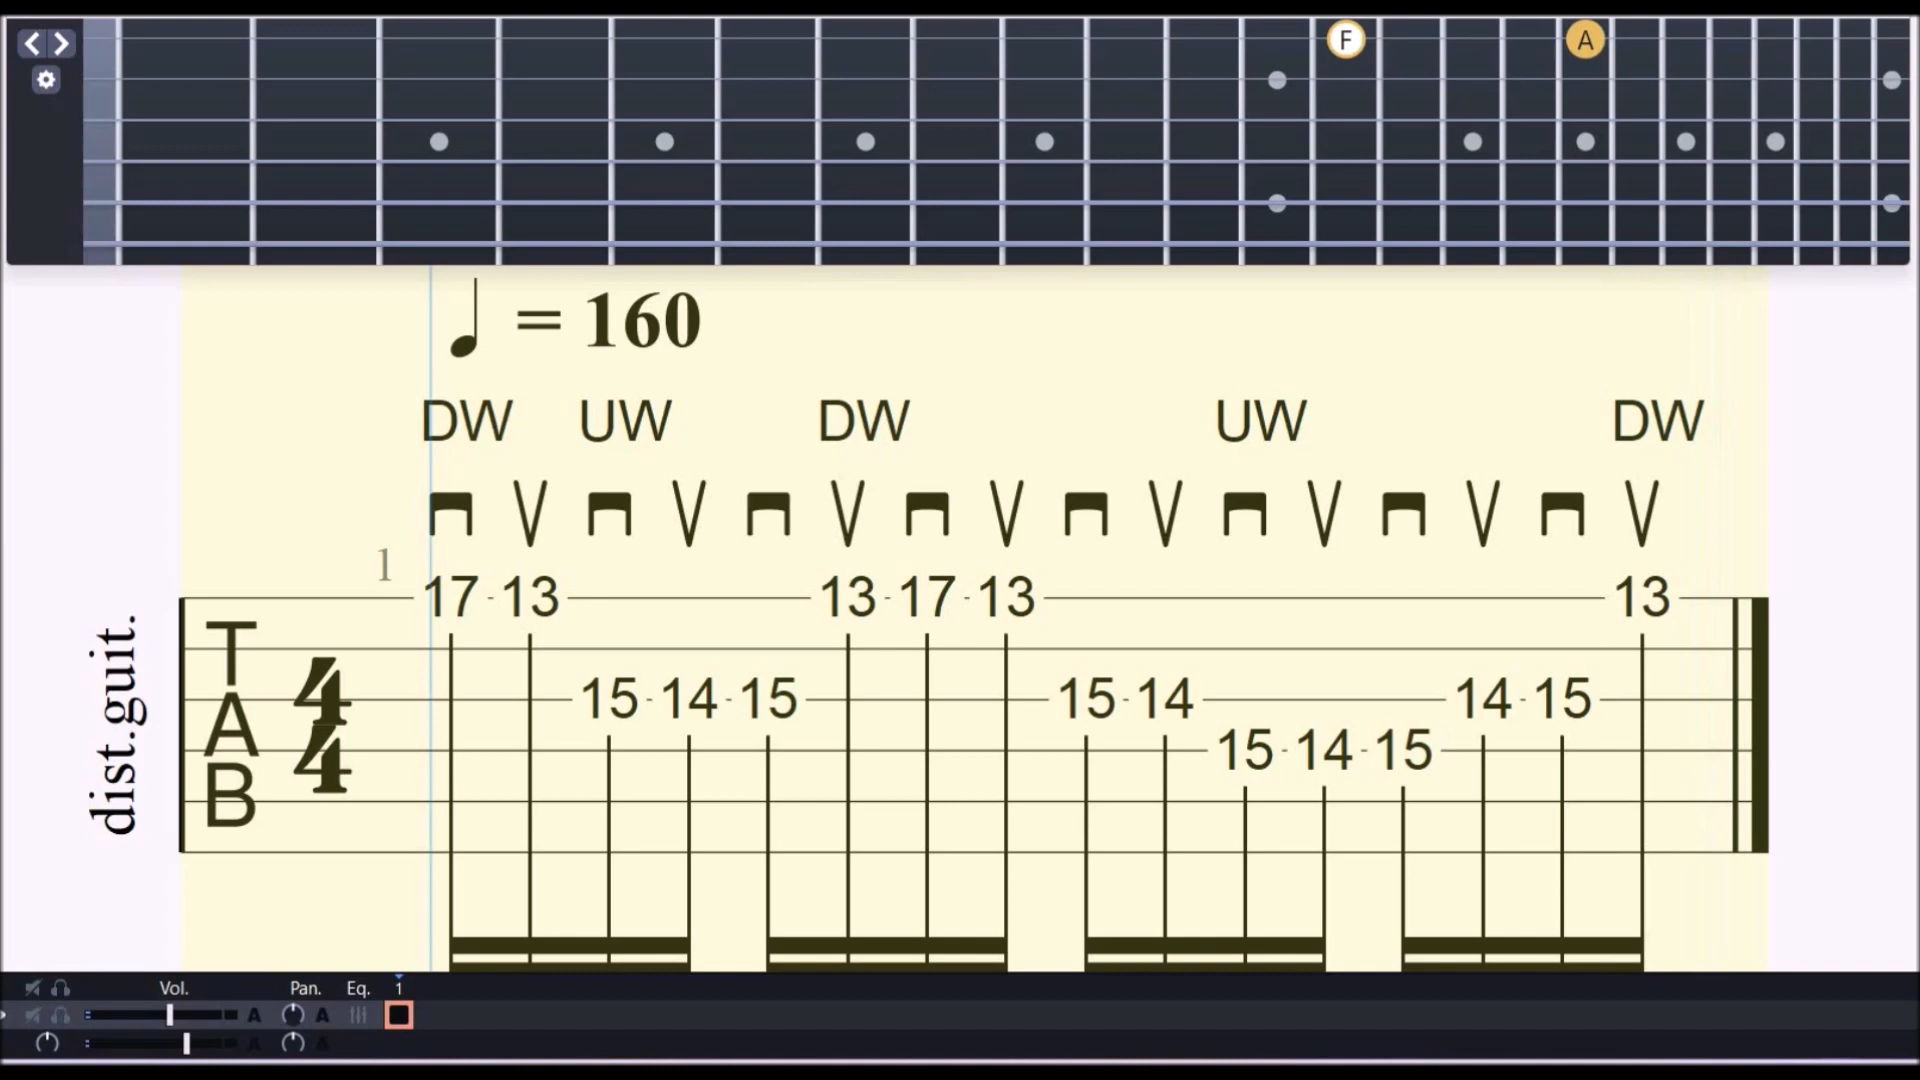 F A
= 160
DW UW DW UW DW
1
17 13 13 17 13 13
15 14 15 15 14 14 15
15 14 15
T
A
B
4
4
dist.guit.
Vol. Pan. Eq. 1
A A
A A